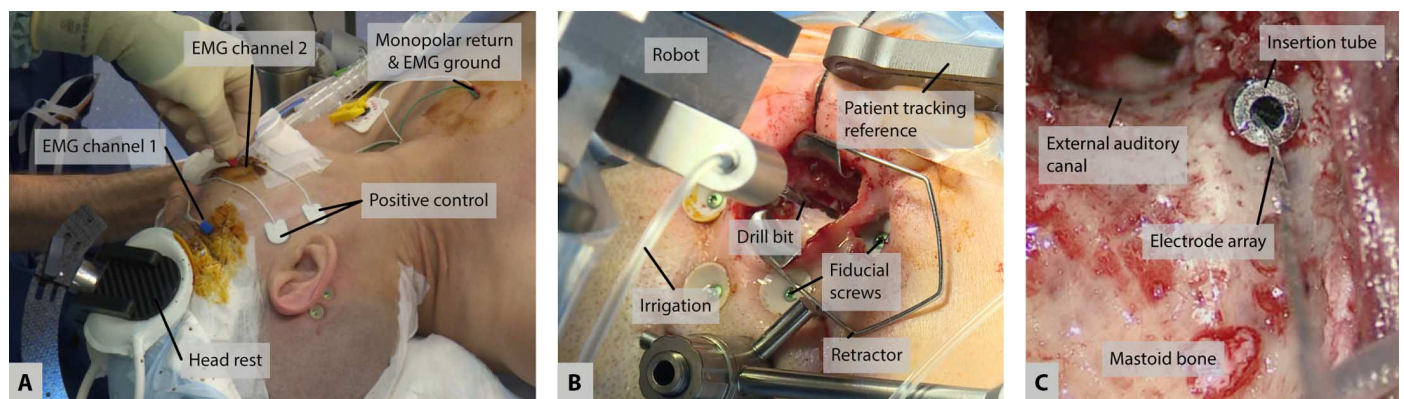 EMG channel 2
Monopolar return
& EMG ground
EMG channel 1
Positive control
Head rest
A
Robot
Patient tracking
reference
Drill bit
Fiducial
screws
Irrigation
Retractor
B
Insertion tube
External auditory
canal
Electrode array
Mastoid bone
C